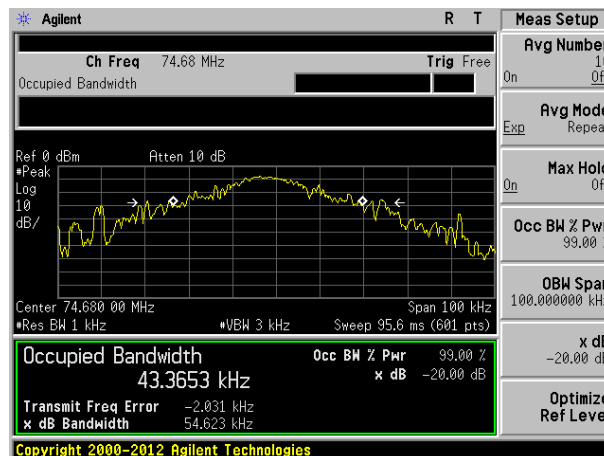 Agilent R T
Meas Setup
Ch Freq 74.68 MHz Trig Free
Occupied Bandwidth
Avg Number
On
Avg Mode
Exp
Max Hold
On
Occ BW % Pwr
99.00
OBW Span
100.000000
x dB
-20.00
Optimize
Ref Level
Ref 0 dBm Atten 10 dB
#Peak
Log
10
dB/
Center 74.680 00 MHz Span 100 kHz
#Res BW 1 kHz #VBW 3 kHz Sweep 95.6 ms (601 pts)
Occupied Bandwidth Occ BW % Pwr 99.00 %
43.3653 kHz x dB -20.00 dB
Transmit Freq Error -2.031 kHz
x dB Bandwidth 54.623 kHz
Copyright 2000-2012 Agilent Technologies